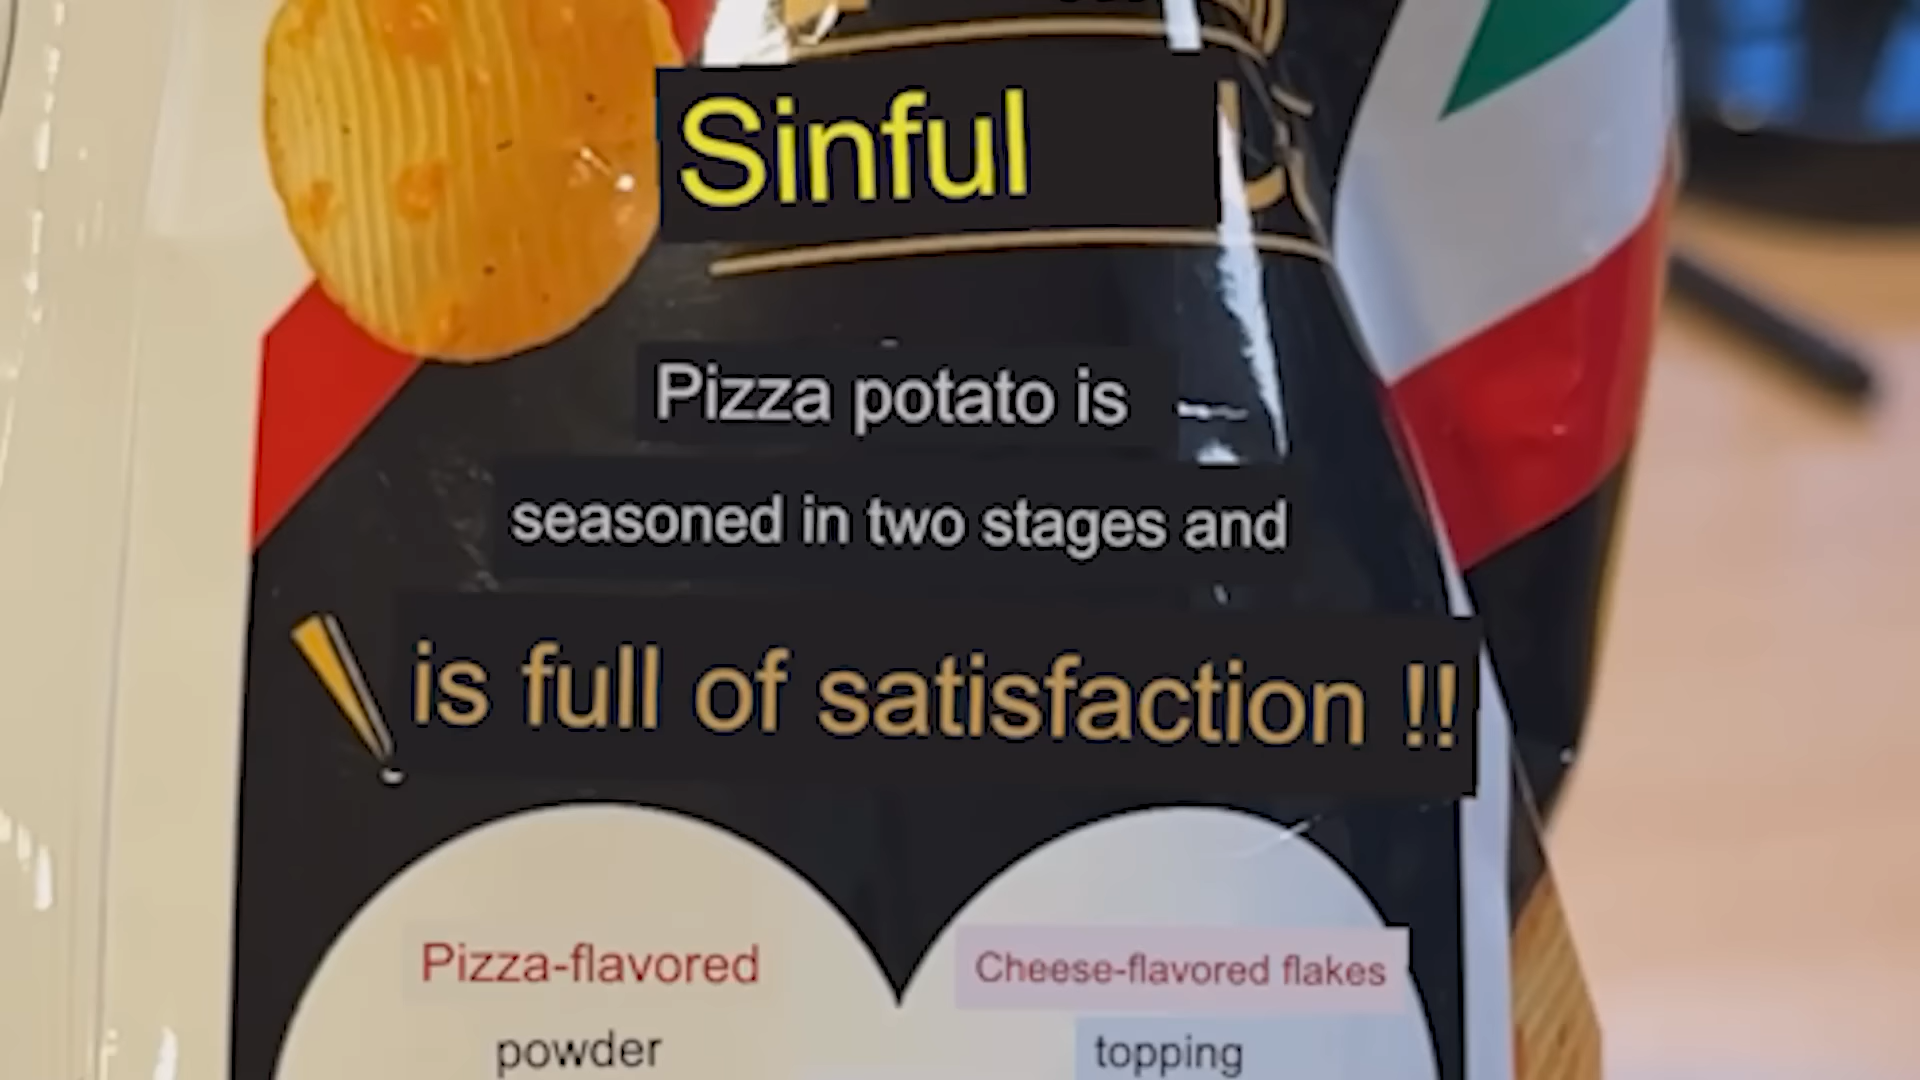 Sinful
Pizza potato is
seasoned in two stages and
is full of satisfaction !!
Pizza-flavored
powder
Cheese-flavored flakes
topping